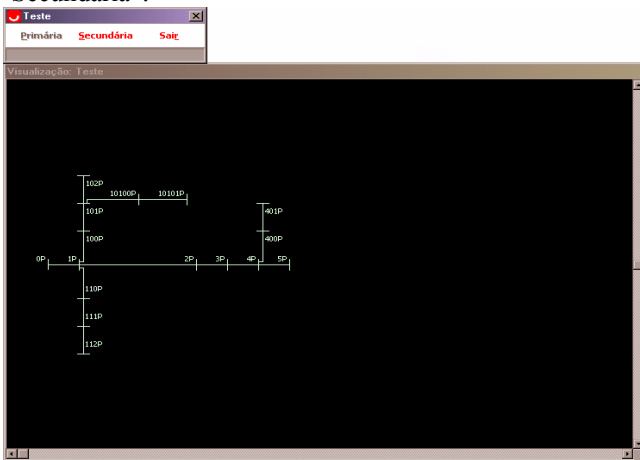 "Secundária".
Teste
Primária Secundária Sair
Visualização: Teste
102P
10100P 10101P
101P 401P
100P 400P
0P 1P 2P 3P 4P 5P
110P
111P
112P